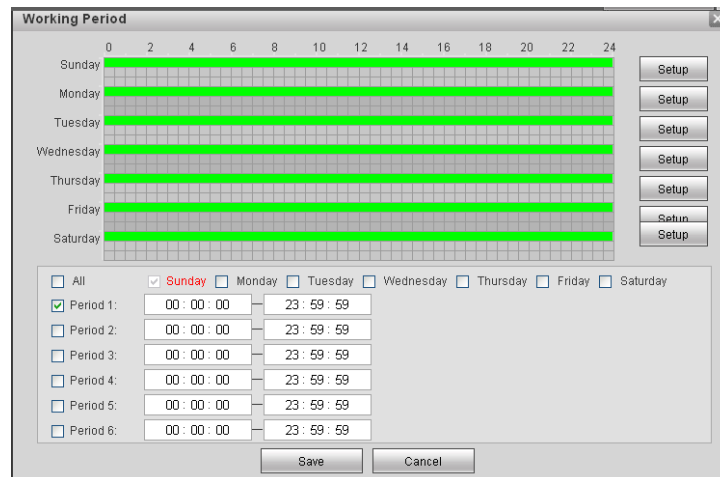 Working Period
0 2 4 6 8 10 12 14 16 18 20 22 24
Sunday Setup
Monday Setup
Tuesday Setup
Wednesday Setup
Thursday Setup
Friday Setup
Saturday Setup
All Sunday Monday Tuesday Wednesday Thursday Friday Saturday
Period 1: 00 : 00 : 00 — 23 : 59 : 59
Period 2: 00 : 00 : 00 — 23 : 59 : 59
Period 3: 00 : 00 : 00 — 23 : 59 : 59
Period 4: 00 : 00 : 00 — 23 : 59 : 59
Period 5: 00 : 00 : 00 — 23 : 59 : 59
Period 6: 00 : 00 : 00 — 23 : 59 : 59
Save Cancel